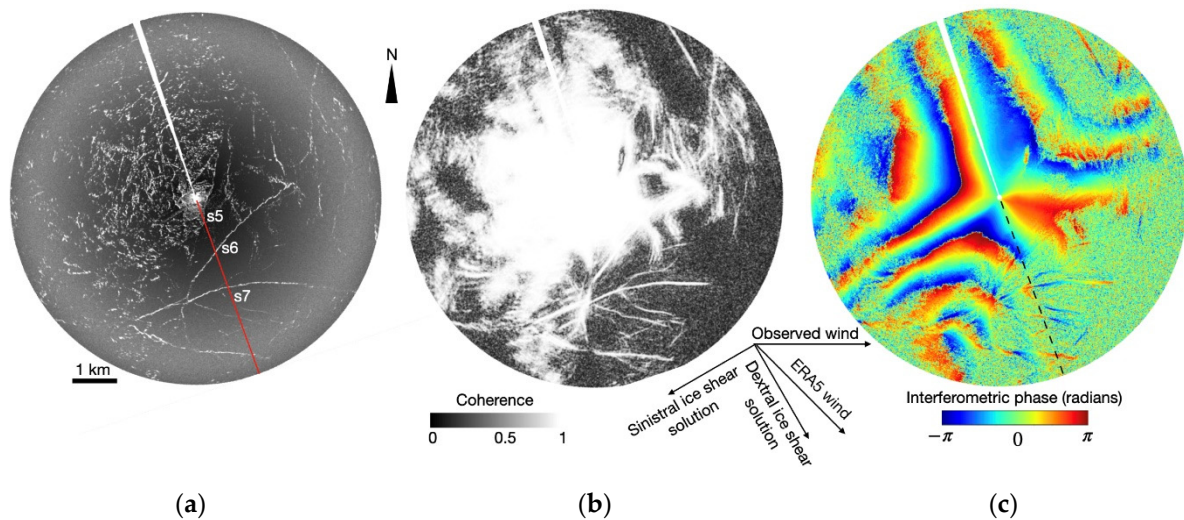 N
s5
s6
s7
1 km
Coherence
0 0.5 1
Observed wind
ERA5 wind
Dextral ice shear
solution
Sinistral ice shear
solution
Interferometric phase (radians)
−π 0 π
(a) (b) (c)